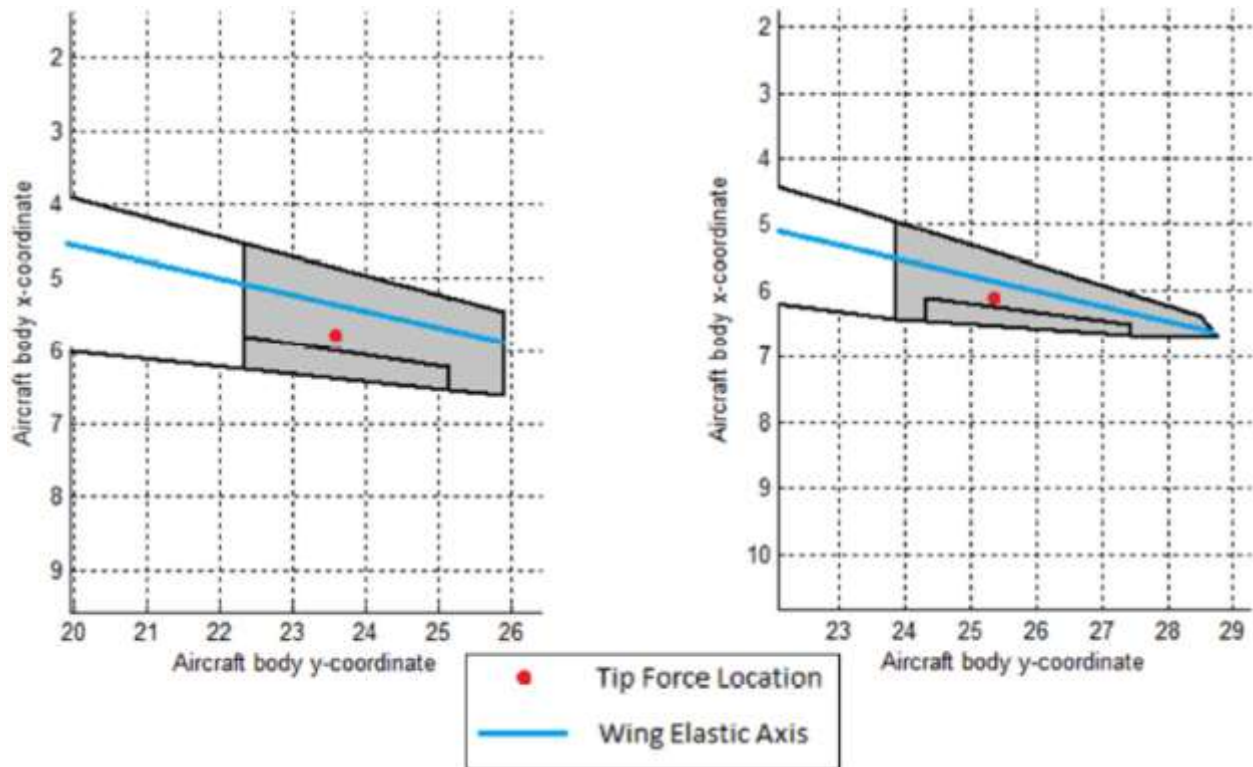 2
3
4
5
6
7
8
9
Aircraft body x-coordinate
20 21 22 23 24 25 26
Aircraft body y-coordinate
2
3
4
5
6
7
8
9
10
Aircraft body x-coordinate
23 24 25 26 27 28 29
Aircraft body y-coordinate
Tip Force Location
Wing Elastic Axis